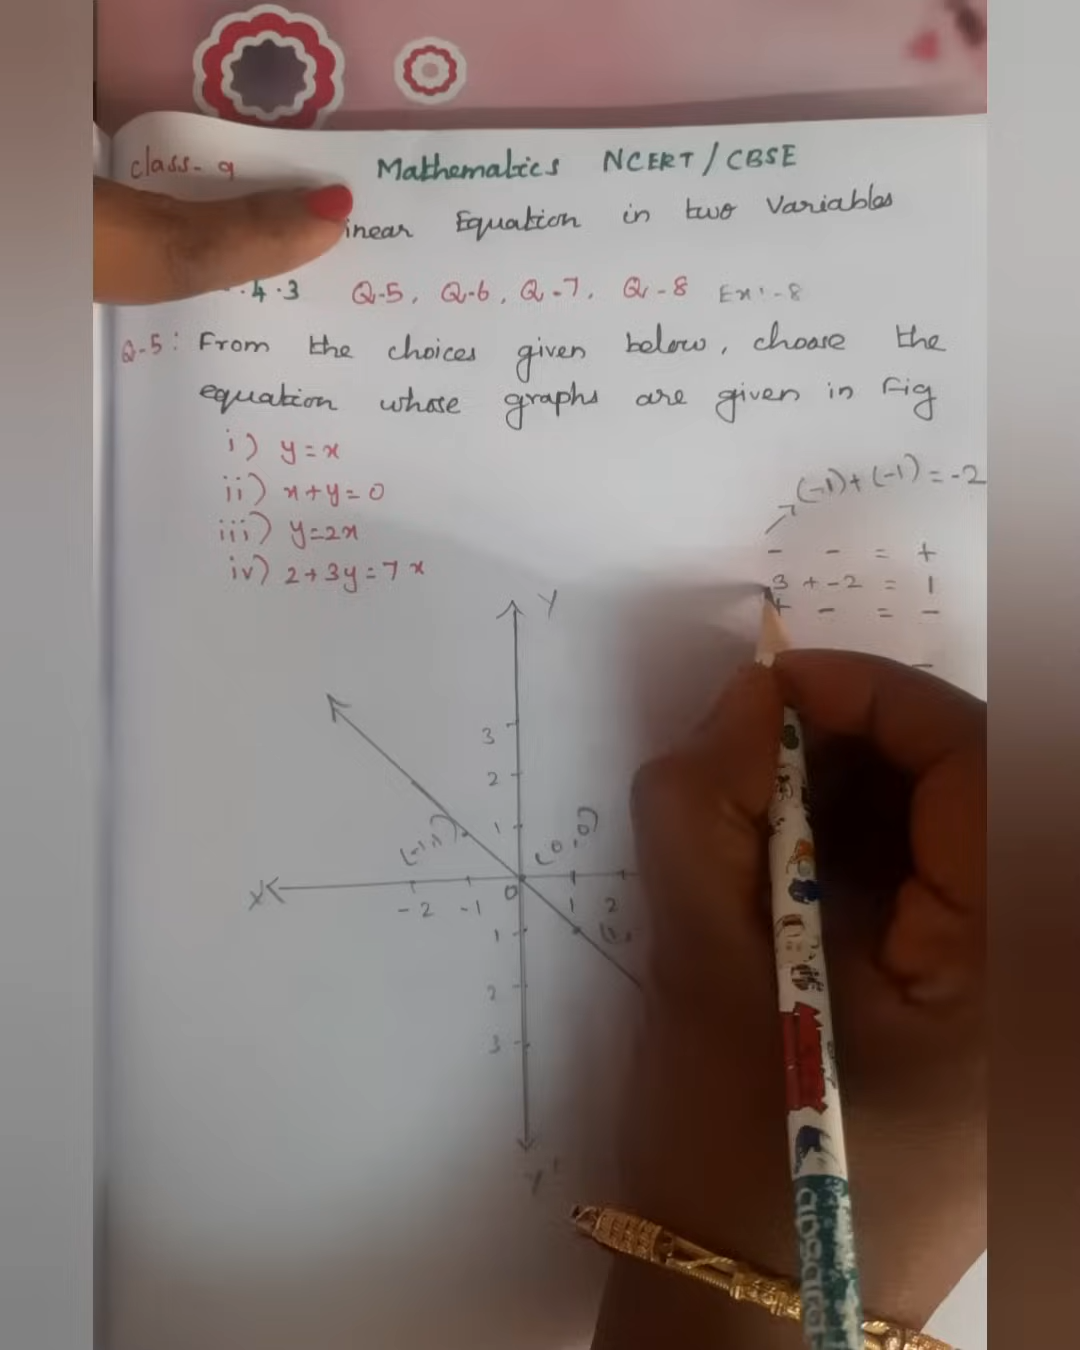 class- 9 Mathematics NCERT / CBSE
inear Equation in two Variables
.4.3 Q-5, Q-6, Q-7, Q-8 Ex:-8
Q-5: From the choices given below, choose the
equation whose graphs are given in Fig
i) y=x
ii) x+y=0
iii) y=2x
iv) 2+3y=7x
(-1)+(-1)=-2
- - = +
3 + -2 = 1
+ - = -
-
Y
3
2
1
(-1,1)
(0,0)
X
-2 -1 0 1 2
1
2
3
Y'
apsara